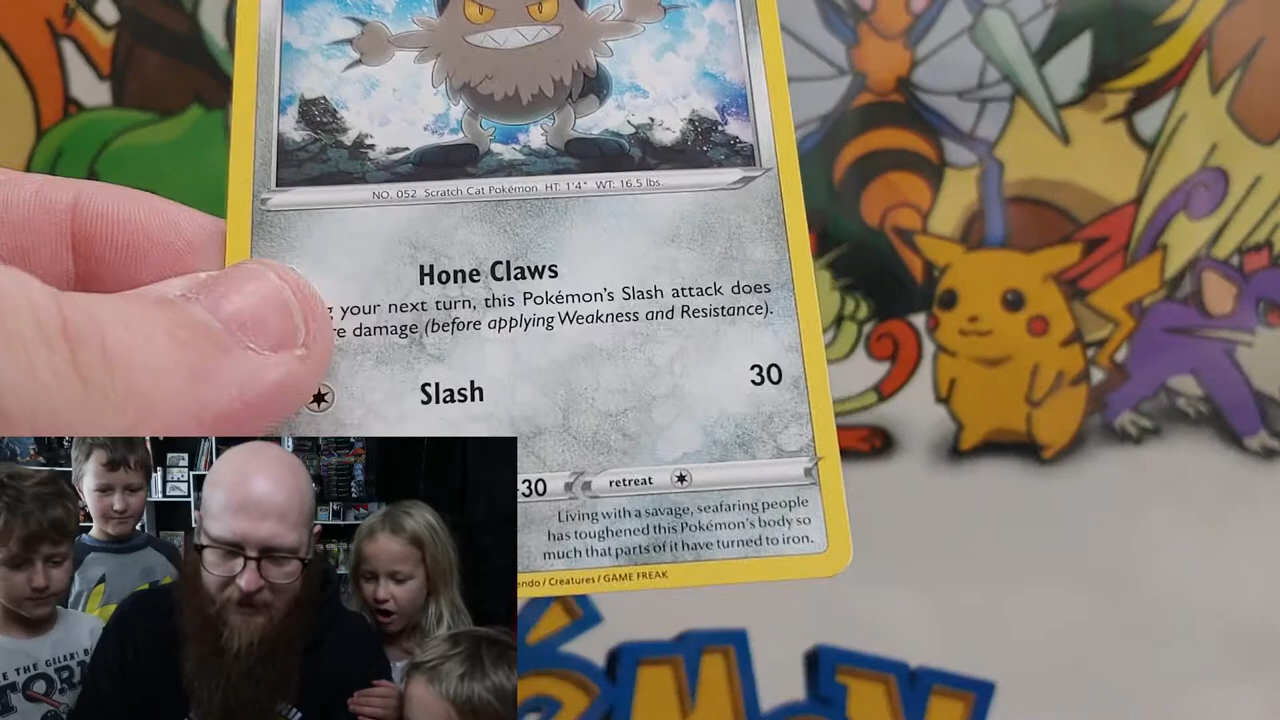 NO. 052 Scratch Cat Pokémon HT: 1'4" WT: 16.5 lbs.
Hone Claws
your next turn, this Pokémon's Slash attack does
damage (before applying Weakness and Resistance).
Slash 30
-30 retreat
Living with a savage, seafaring people
has toughened this Pokémon's body so
much that parts of it have turned to iron.
/ Creatures / GAME FREAK
THE GALAXY